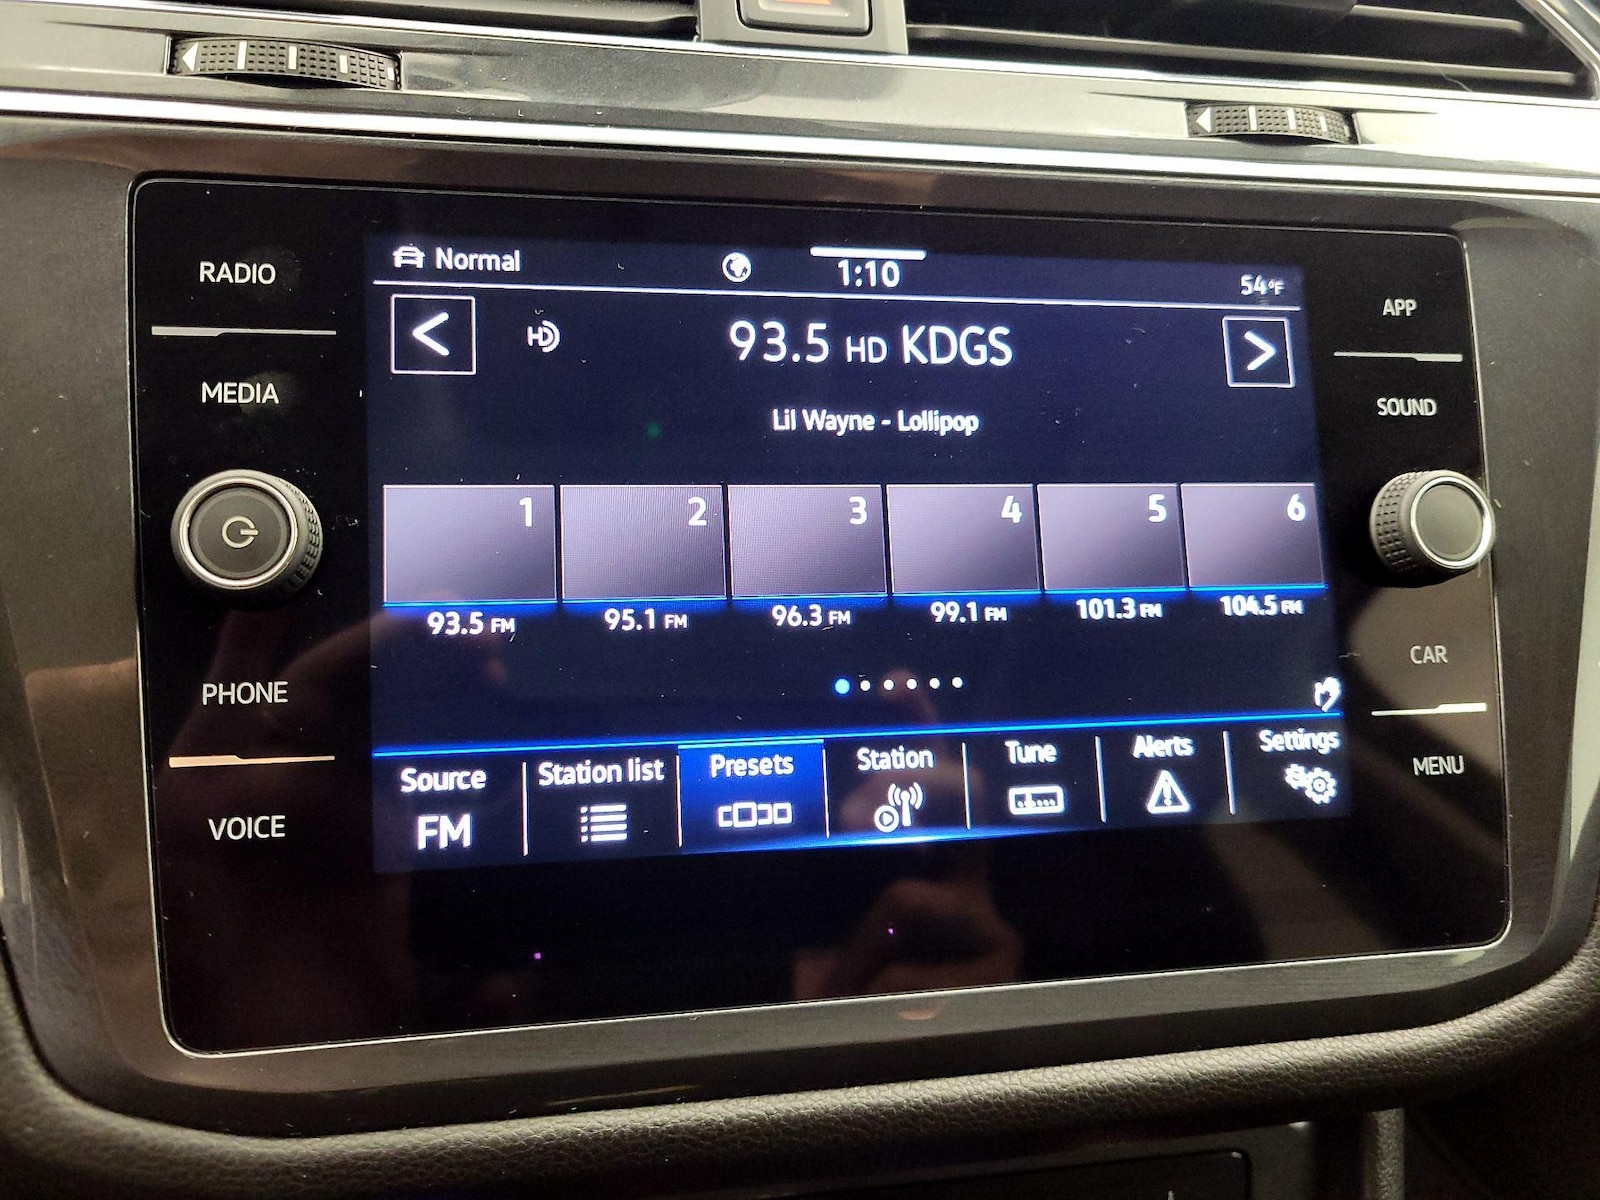 RADIO
MEDIA
PHONE
VOICE
Normal
1:10
54°F
HD
93.5 HD KDGS
Lil Wayne - Lollipop
1 2 3 4 5 6
93.5 FM 95.1 FM 96.3 FM 99.1 FM 101.3 FM 104.5 FM
Source Station list Presets Station Tune Alerts Settings
FM
APP
SOUND
CAR
MENU